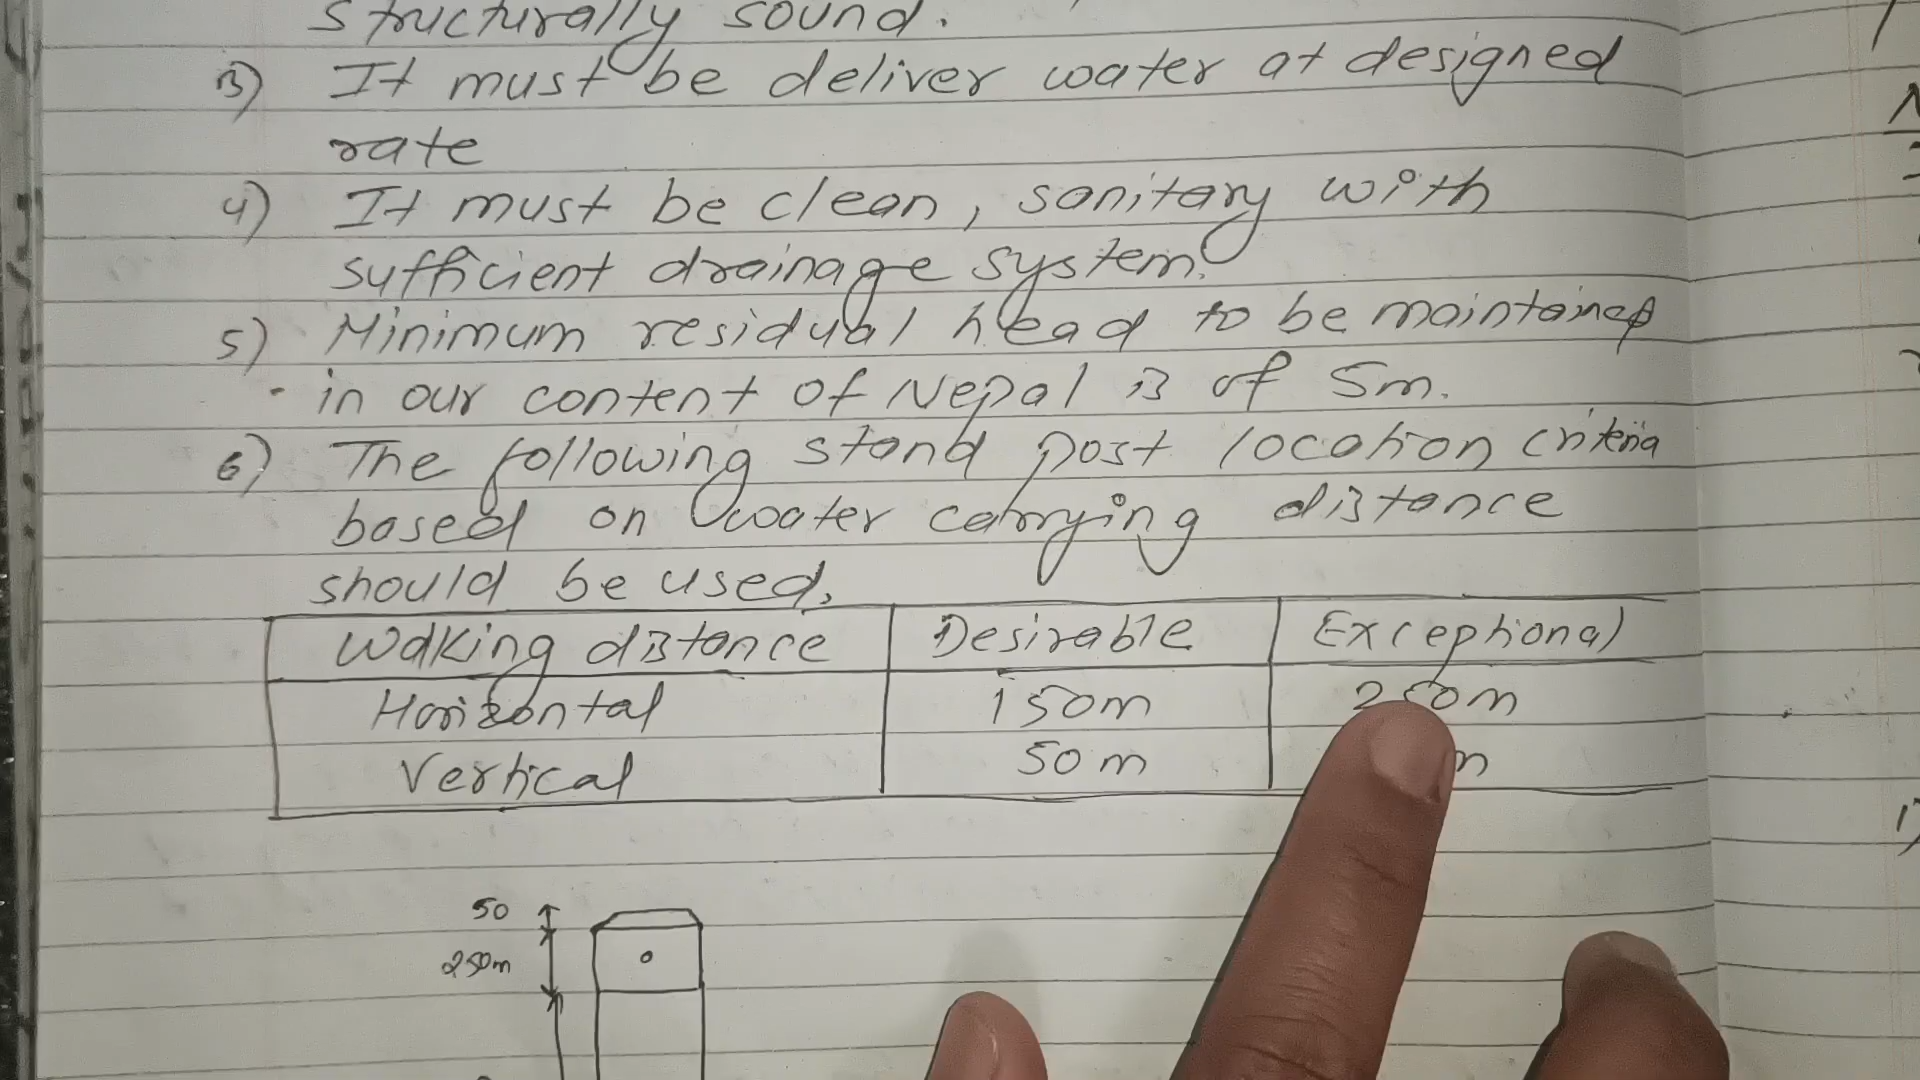 structurally sound.
3) It must be deliver water at designed
rate
4) It must be clean, sanitary with
sufficient drainage system.
5) Minimum residual head to be maintained
in our content of Nepal is of 5m.
6) The following stand post location criteria
based on water carrying distance
should be used.
Walking distance Desirable Exceptional
Horizontal 150m 250m
Vertical 50m m
50
250m